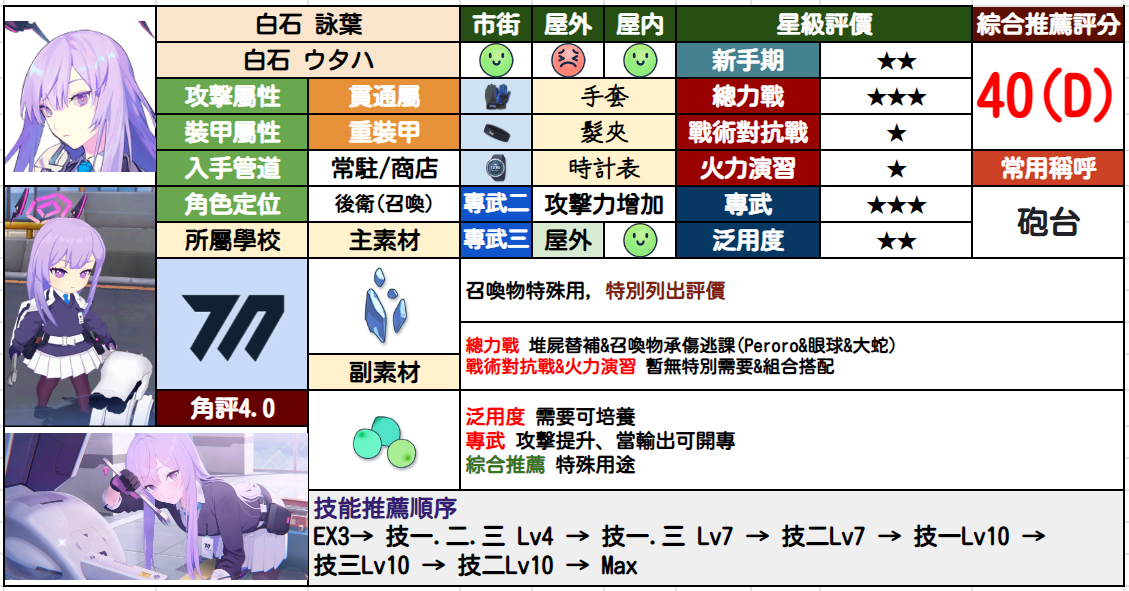 白石 詠葉
市街
屋外
屋內
星級評價
綜合推薦評分
白石 ウタハ
新手期
★★
40(D)
攻擊屬性
貫通屬
手套
總力戰
★★★
裝甲屬性
重裝甲
髮夾
戰術對抗戰
★
入手管道
常駐/商店
時計表
火力演習
★
常用稱呼
角色定位
後衛(召喚)
專武二
攻擊力增加
專武
★★★
砲台
所屬學校
主素材
專武三
屋外
泛用度
★★
召喚物特殊用, 特別列出評價
總力戰 堆屍替補&召喚物承傷逃課(Peroro&眼球&大蛇)
戰術對抗戰&火力演習 暫無特別需要&組合搭配
副素材
角評4.0
泛用度 需要可培養
專武 攻擊提升、當輸出可開專
綜合推薦 特殊用途
技能推薦順序
EX3→ 技一.二.三 Lv4 → 技一.三 Lv7 → 技二Lv7 → 技一Lv10 →
技三Lv10 → 技二Lv10 → Max